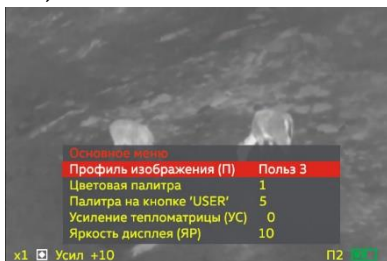 Основное меню
Профиль изображения (П) Польз 3
Цветовая палитра 1
Палитра на кнопке 'USER' 5
Усиление тепломатрицы (УС) 0
Яркость дисплея (ЯР) 10
x1 Усил +10 П2